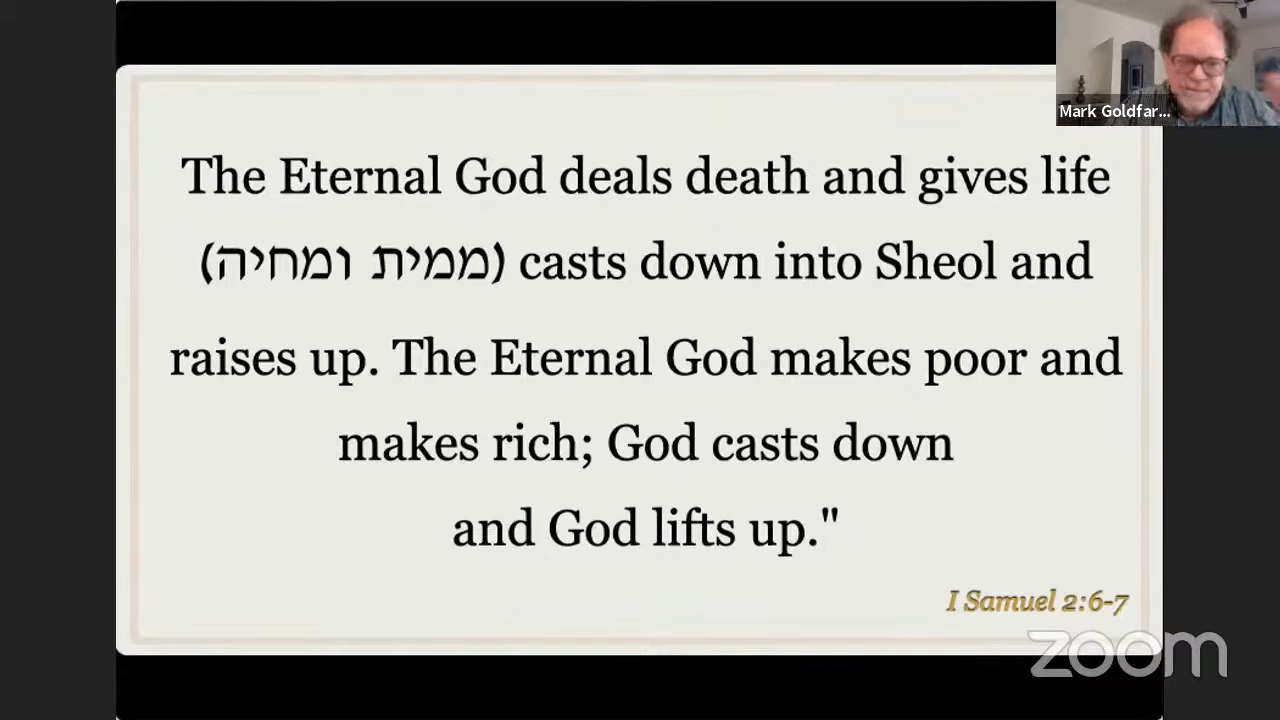 Mark Goldfar...
The Eternal God deals death and gives life
(ממית ומחיה) casts down into Sheol and
raises up. The Eternal God makes poor and
makes rich; God casts down
and God lifts up."
I Samuel 2:6-7
zoom